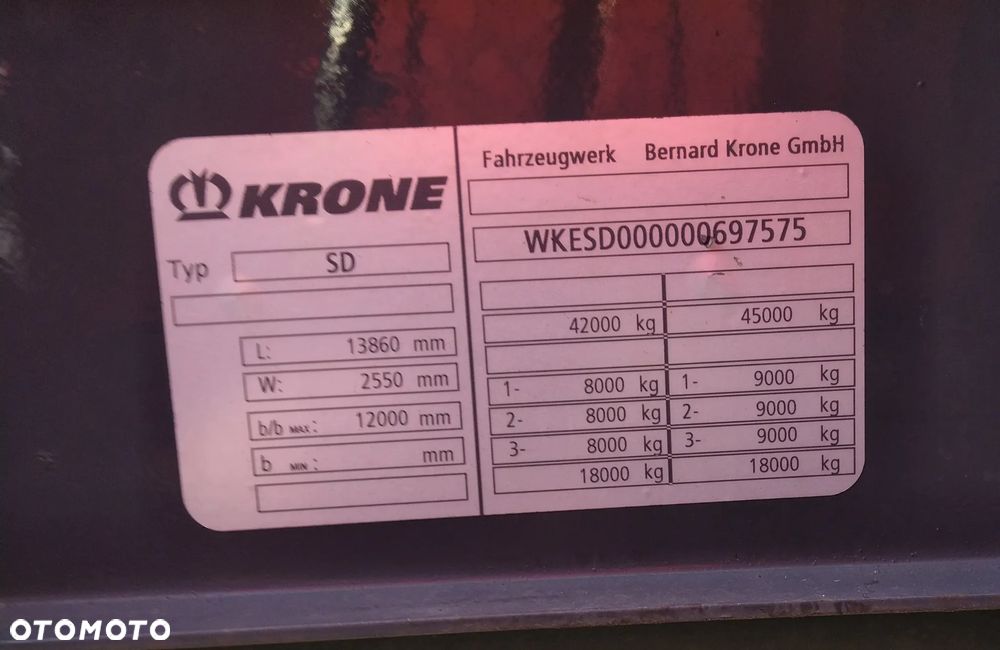 KRONE
Typ SD
L: 13860 mm
W: 2550 mm
b/b MAX: 12000 mm
b MIN: mm
Fahrzeugwerk Bernard Krone GmbH
WKESD000000697575
42000 kg 45000 kg
1- 8000 kg 1- 9000 kg
2- 8000 kg 2- 9000 kg
3- 8000 kg 3- 9000 kg
18000 kg 18000 kg
OTOMOTO